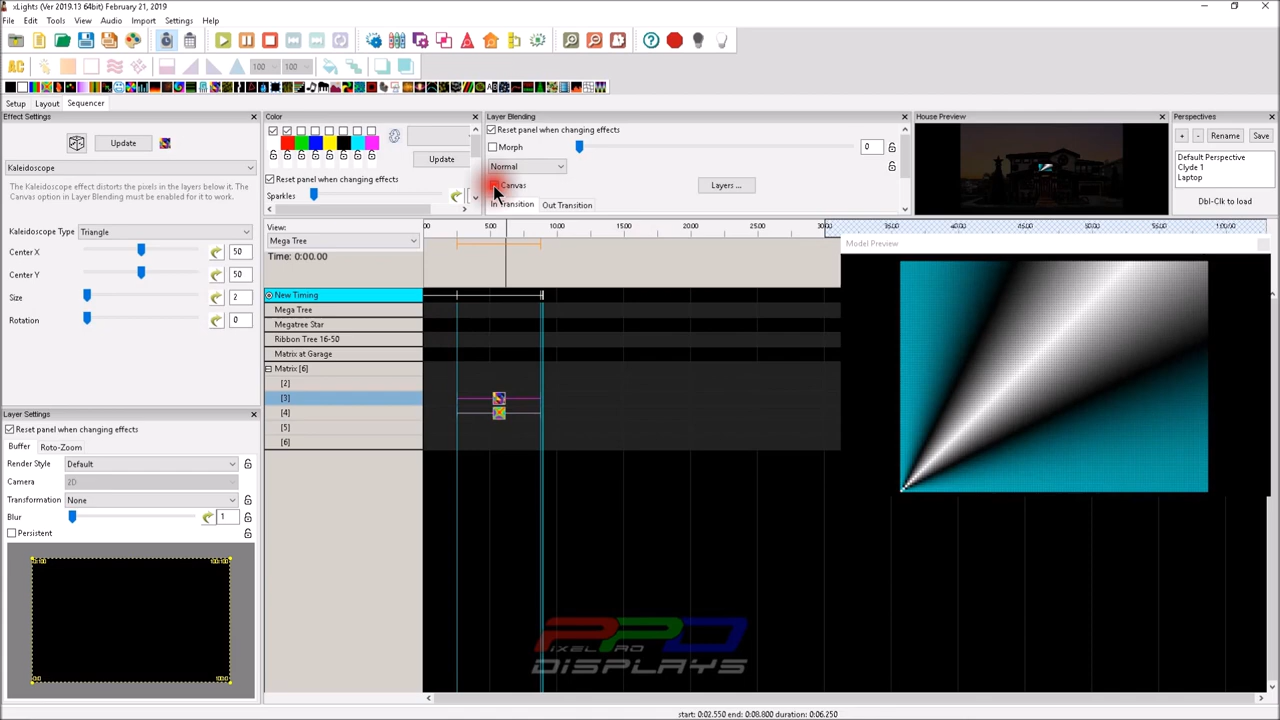 xLights (Ver 2019.13 64bit) February 21, 2019
File Edit Tools View Audio Import Settings Help
AC 100 100
Setup Layout Sequencer
Effect Settings
Update
Kaleidoscope
The Kaleidoscope effect distorts the pixels in the layers below it. The
Canvas option in Layer Blending must be enabled for it to work.
Kaleidoscope Type Triangle
Center X 50
Center Y 50
Size 2
Rotation 0
Layer Settings
Reset panel when changing effects
Buffer Roto-Zoom
Render Style Default
Camera 2D
Transformation None
Blur 1
Persistent
Color
Update
Reset panel when changing effects
Sparkles
Layer Blending
Reset panel when changing effects
Morph 0
Normal
Canvas Layers ...
In Transition Out Transition
House Preview
Perspectives
+ - Rename Save
Default Perspective
Clyde 1
Laptop
Dbl-Clk to load
View:
Mega Tree
Time: 0:00.00
New Timing
Mega Tree
Megatree Star
Ribbon Tree 16-50
Matrix at Garage
Matrix [6]
[2]
[3]
[4]
[5]
[6]
Model Preview
PPD
PIXEL PRO
DISPLAYS
start: 0:02.550 end: 0:08.800 duration: 0:06.250